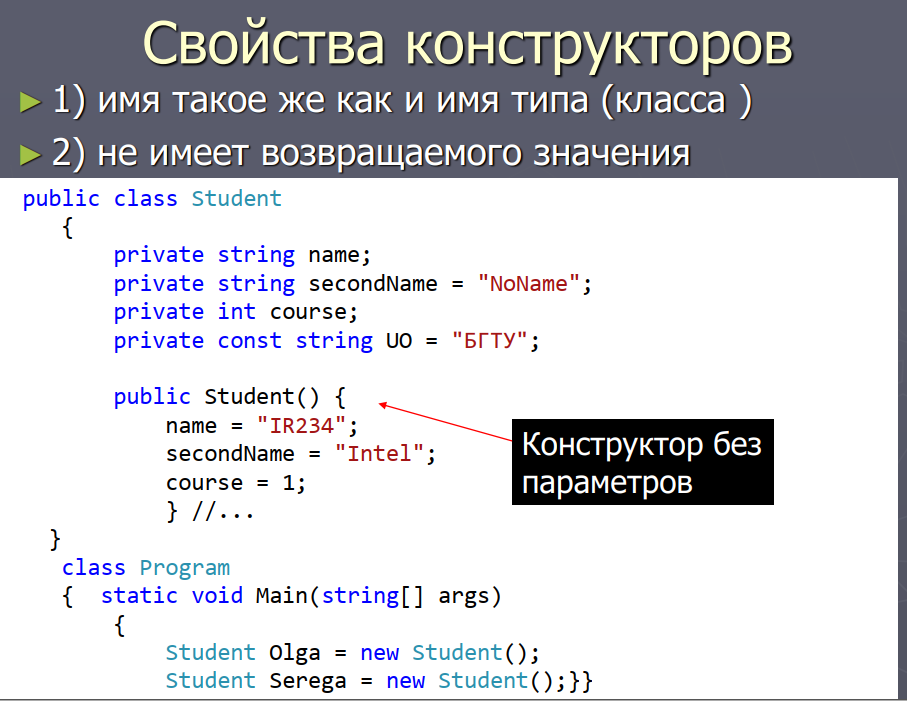 Свойства конструкторов
1) имя такое же как и имя типа (класса )
2) не имеет возвращаемого значения
public class Student
{
private string name;
private string secondName = "NoName";
private int course;
private const string UO = "БГТУ";
public Student() {
name = "IR234";
secondName = "Intel";
course = 1;
} //...
Конструктор без
параметров
}
class Program
{ static void Main(string[] args)
{
Student Olga = new Student();
Student Serega = new Student();}}